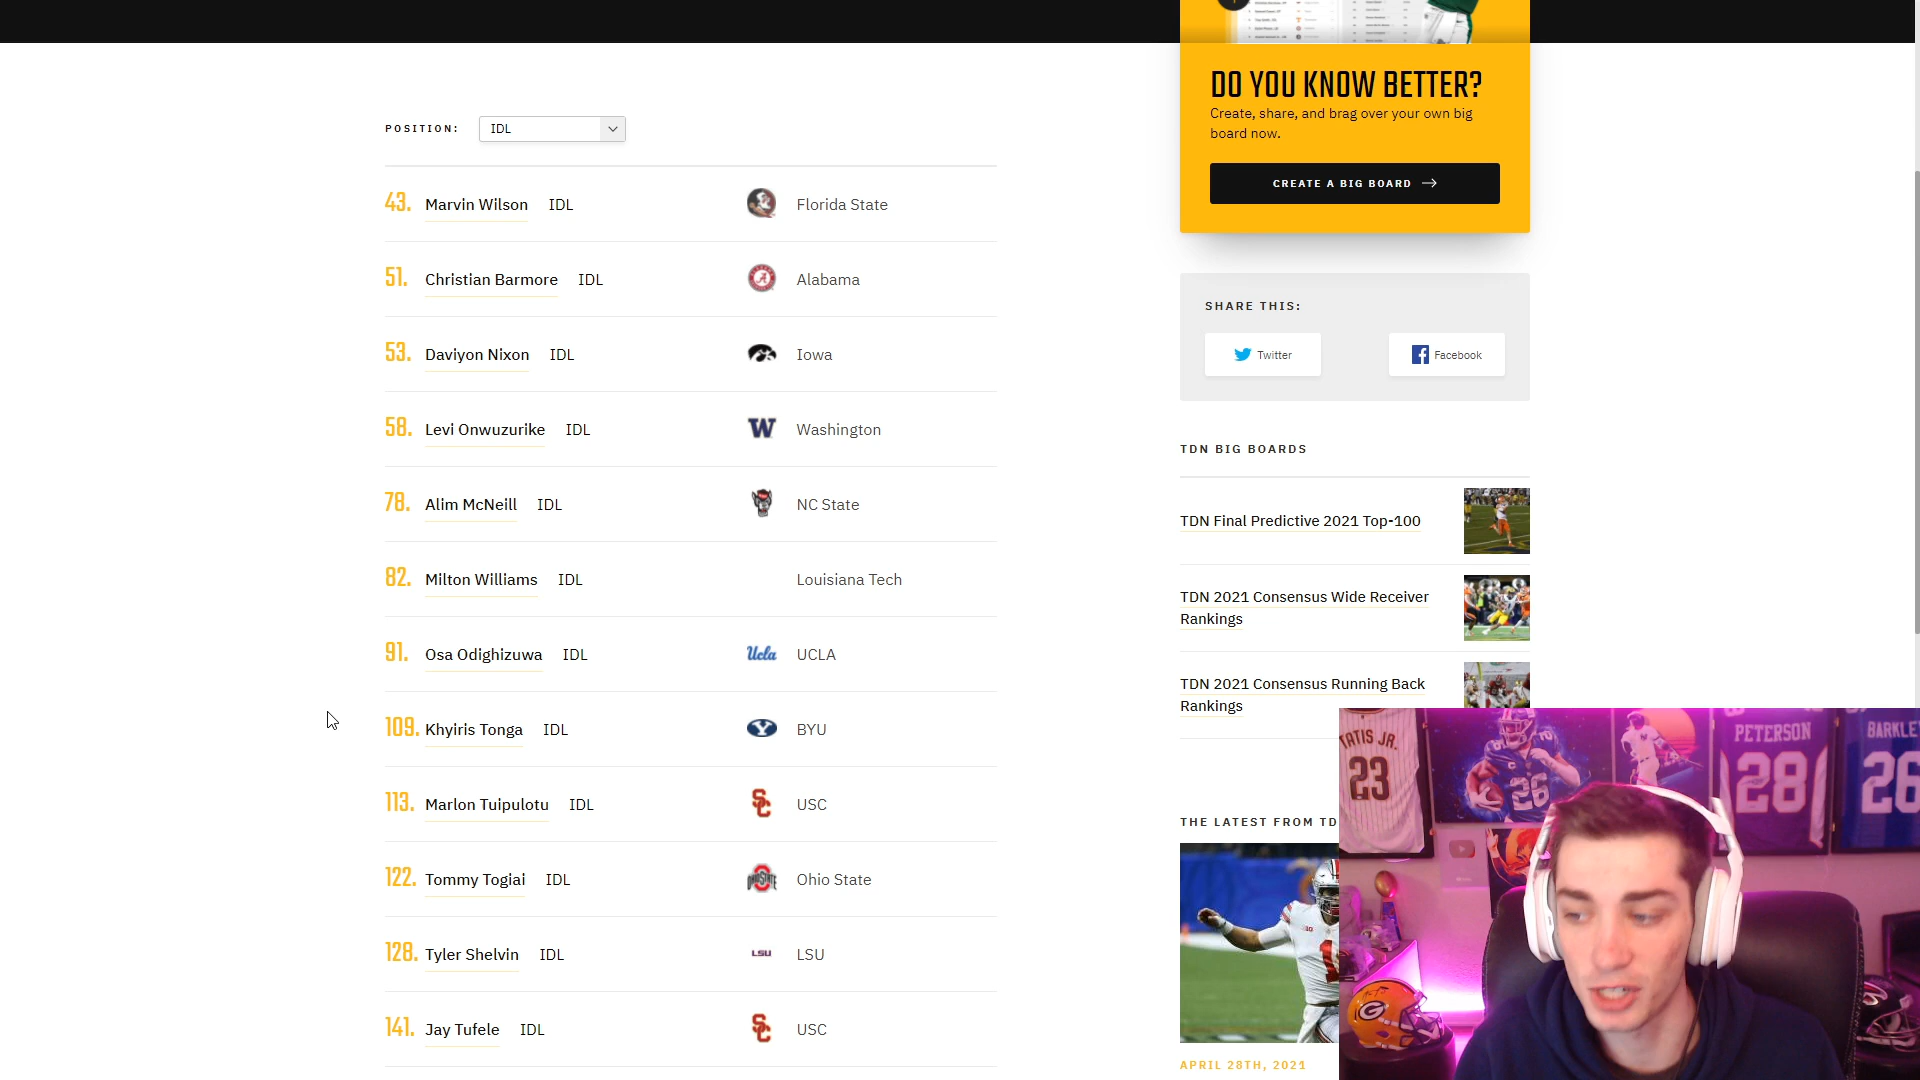 POSITION:
IDL
43. Marvin Wilson IDL Florida State
51. Christian Barmore IDL Alabama
53. Daviyon Nixon IDL Iowa
58. Levi Onwuzurike IDL Washington
78. Alim McNeill IDL NC State
82. Milton Williams IDL Louisiana Tech
91. Osa Odighizuwa IDL Ucla UCLA
109. Khyiris Tonga IDL BYU
113. Marlon Tuipulotu IDL USC
122. Tommy Togiai IDL Ohio State
128. Tyler Shelvin IDL LSU LSU
141. Jay Tufele IDL USC
DO YOU KNOW BETTER?
Create, share, and brag over your own big
board now.
CREATE A BIG BOARD
SHARE THIS:
Twitter
Facebook
TDN BIG BOARDS
TDN Final Predictive 2021 Top-100
TDN 2021 Consensus Wide Receiver
Rankings
TDN 2021 Consensus Running Back
Rankings
THE LATEST FROM TD
APRIL 28TH, 2021
TATIS JR.
23
26
PETERSON
28
BARKLE
26